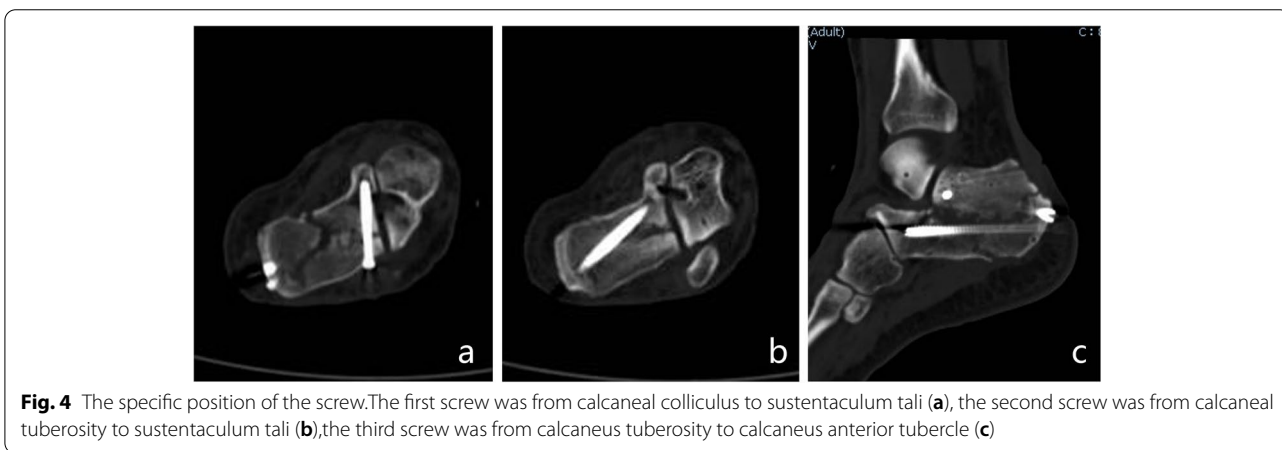 (Adult)
V
C: 8
a
b
c
Fig. 4 The specific position of the screw.The first screw was from calcaneal colliculus to sustentaculum tali (a), the second screw was from calcaneal
tuberosity to sustentaculum tali (b),the third screw was from calcaneus tuberosity to calcaneus anterior tubercle (c)